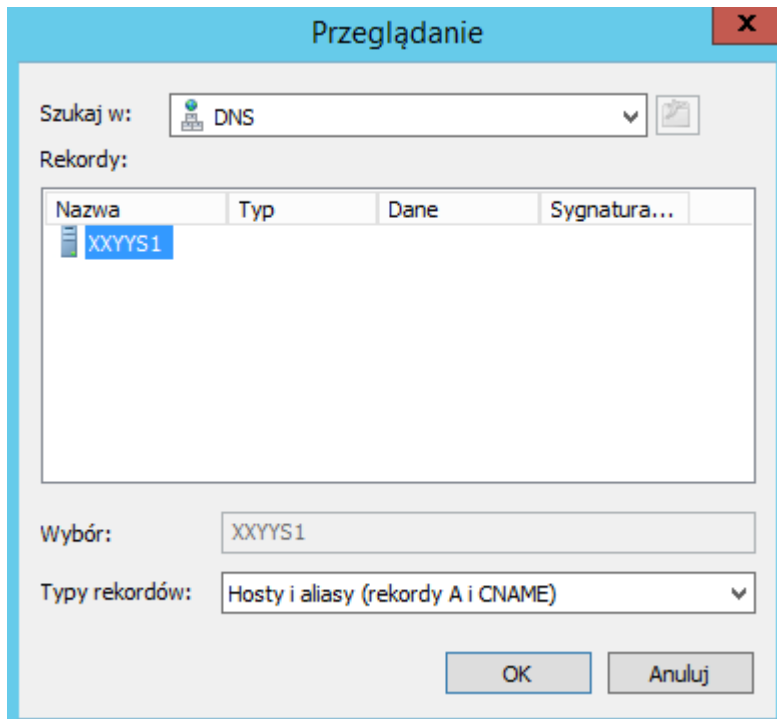 Przeglądanie
x
Szukaj w: DNS
Rekordy:
Nazwa Typ Dane Sygnatura...
XXYYS1
Wybór: XXYYS1
Typy rekordów: Hosty i aliasy (rekordy A i CNAME)
OK Anuluj